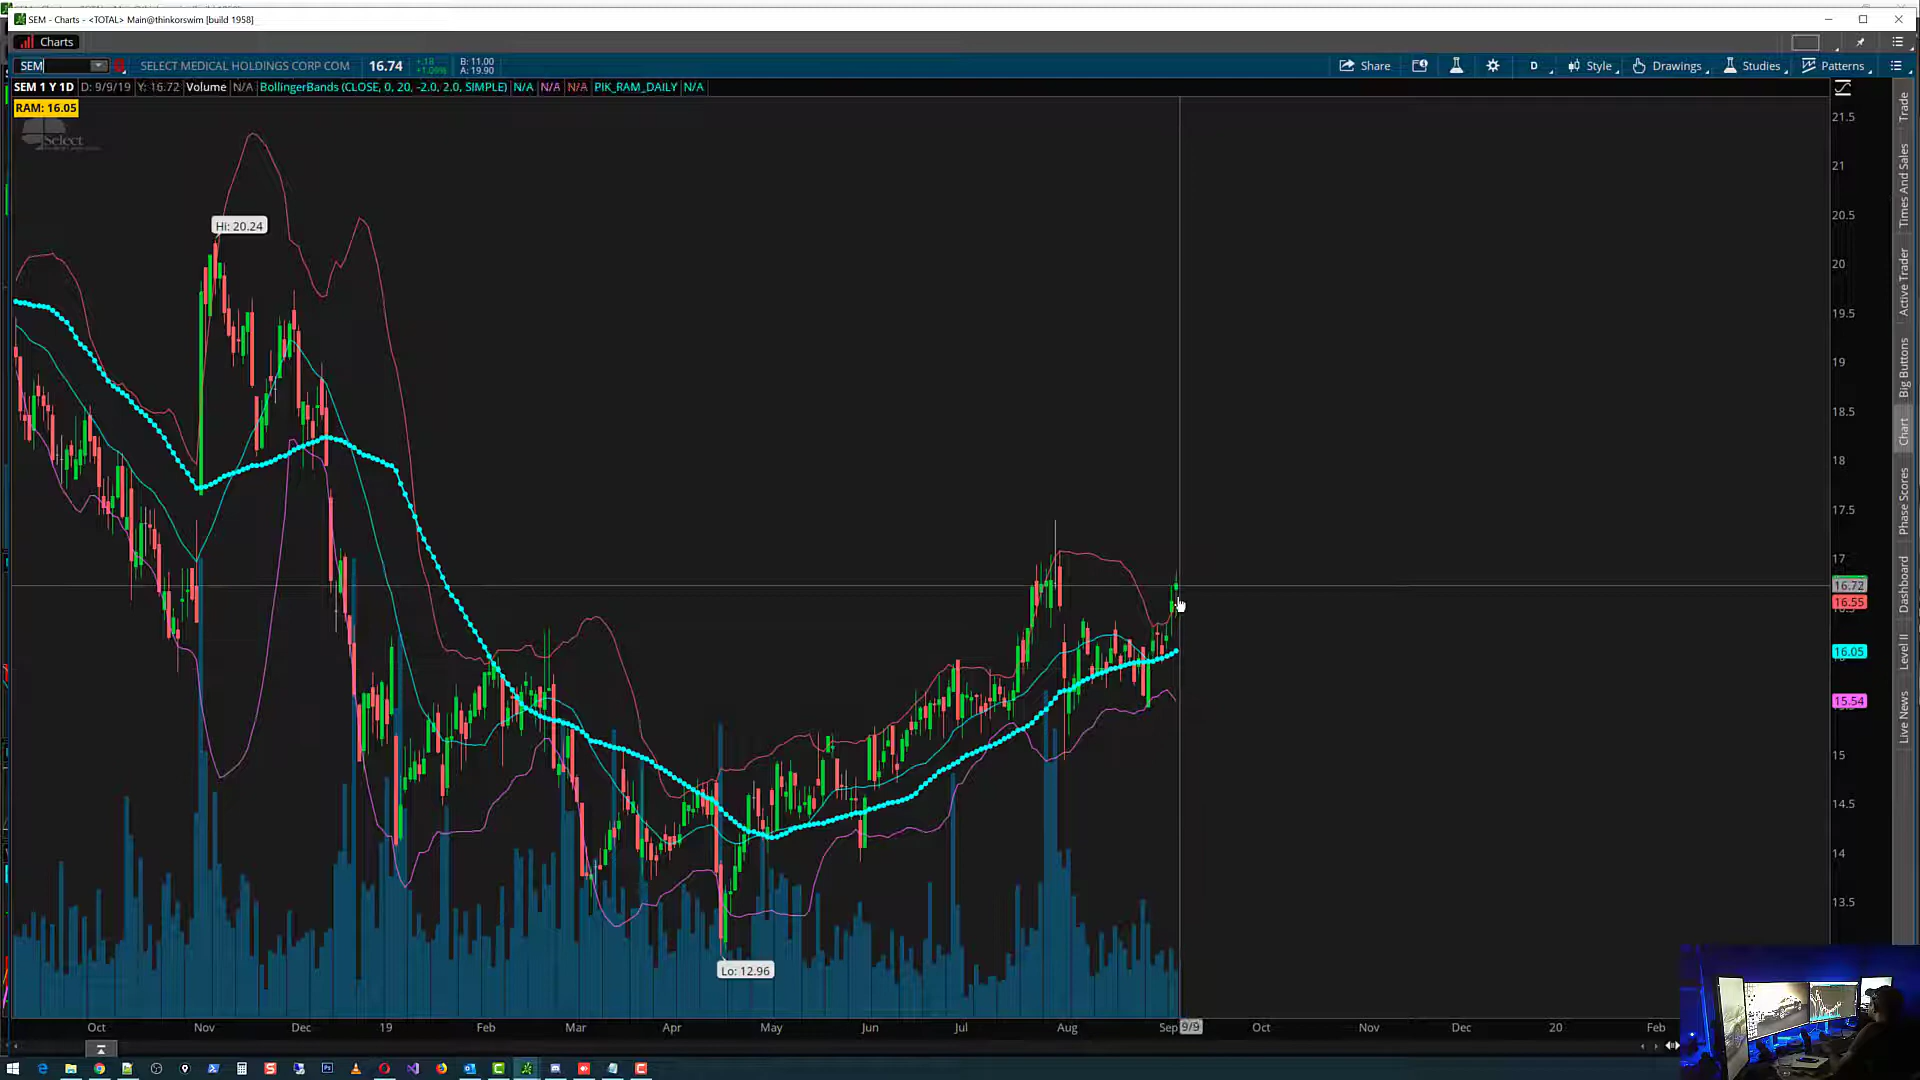 SEM - Charts - <TOTAL> Main@thinkorswim [build 1958]
Charts
SEM SELECT MEDICAL HOLDINGS CORP COM 16.74 +.18 +1.09% B: 11.00 A: 19.90 Share D Style Drawings Studies Patterns
SEM 1 Y 1D D: 9/9/19 Y: 16.72 Volume N/A BollingerBands (CLOSE, 0, 20, -2.0, 2.0, SIMPLE) N/A N/A N/A PIK_RAM_DAILY N/A
RAM: 16.05
Select
Hi: 20.24
Lo: 12.96
21.5
21
20.5
20
19.5
19
18.5
18
17.5
17
16.72
16.55
16.05
15.54
15
14.5
14
13.5
Oct Nov Dec 19 Feb Mar Apr May Jun Jul Aug Sep 9/9 Oct Nov Dec 20 Feb
Trade
Times And Sales
Active Trader
Big Buttons
Chart
Phase Scores
Dashboard
Level II
Live News